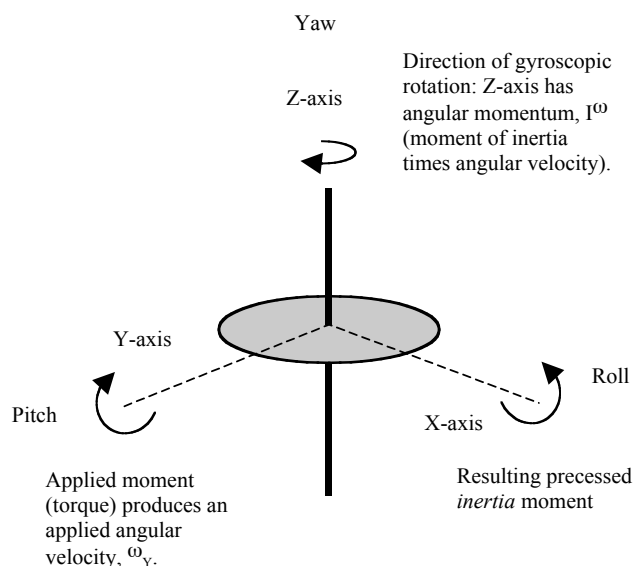 Yaw
Z-axis
Direction of gyroscopic
rotation: Z-axis has
angular momentum, Iω
(moment of inertia
times angular velocity).
Y-axis
Pitch
Roll
X-axis
Applied moment
(torque) produces an
applied angular
velocity, ωY.
Resulting precessed
inertia moment